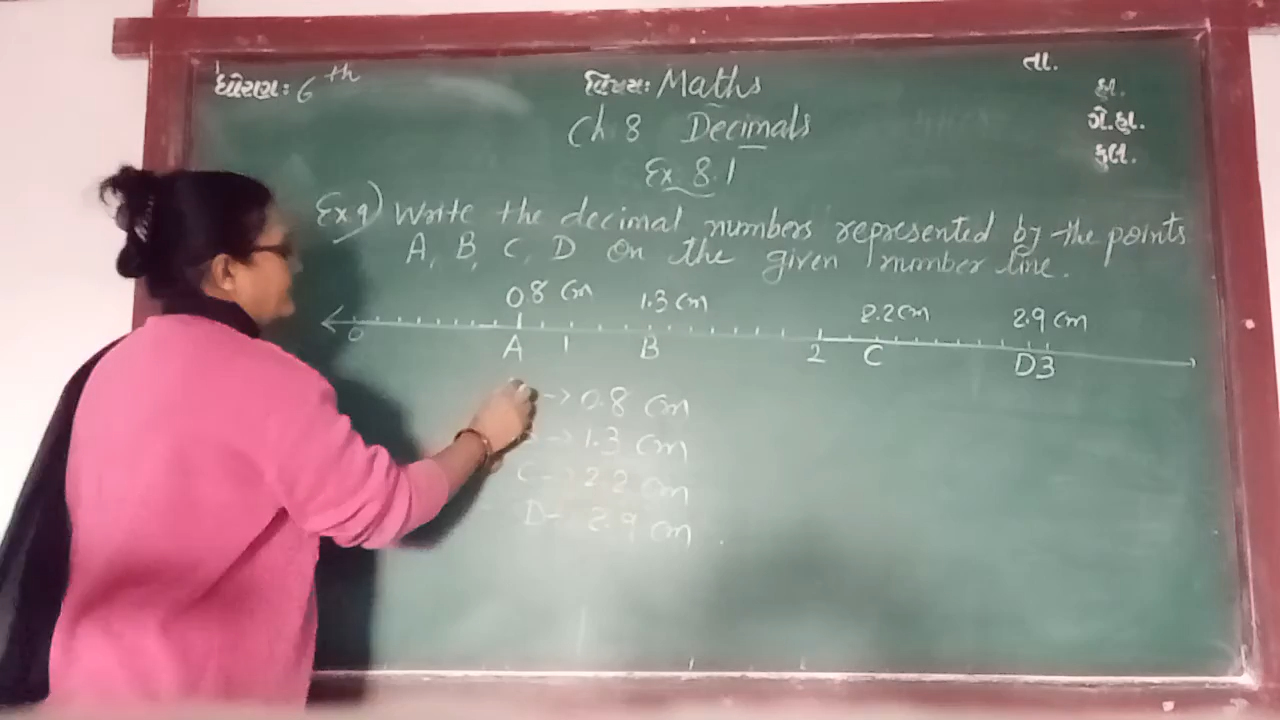 ધોરણ: 6th
વિષય: Maths
તા.
હા.
ગે.હા.
કુલ.
Ch. 8 Decimals
Ex 8.1
Ex 9) Write the decimal numbers represented by the points
A, B, C, D on the given number line.
0.8 cm 1.3 cm 2.2 cm 2.9 cm
0 A 1 B 2 C D 3
-> 0.8 cm
-> 1.3 cm
C -> 2.2 cm
D- 2.9 cm.